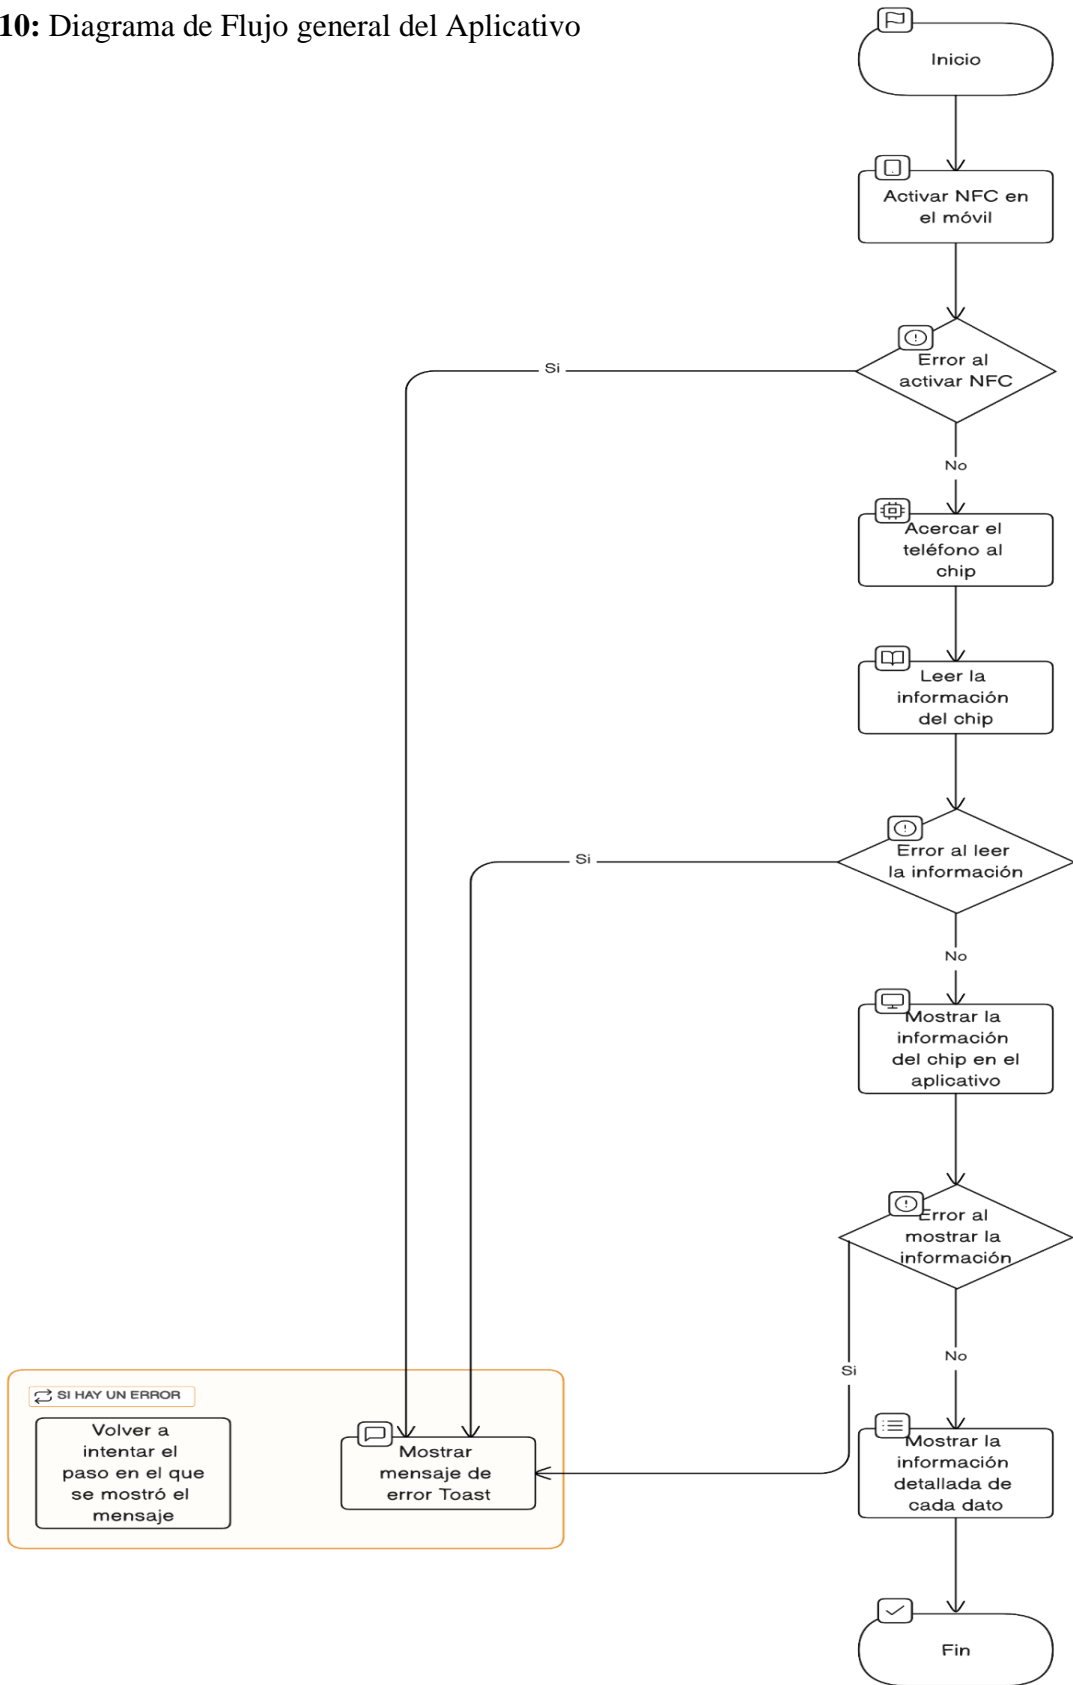 10: Diagrama de Flujo general del Aplicativo
Inicio
Activar NFC en
el móvil
Error al
activar NFC
Si
No
Acercar el
teléfono al
chip
Leer la
información
del chip
Error al leer
la información
Si
No
Mostrar la
información
del chip en el
aplicativo
Error al
mostrar la
información
Si
No
SI HAY UN ERROR
Volver a
intentar el
paso en el que
se mostró el
mensaje
Mostrar
mensaje de
error Toast
Mostrar la
información
detallada de
cada dato
Fin